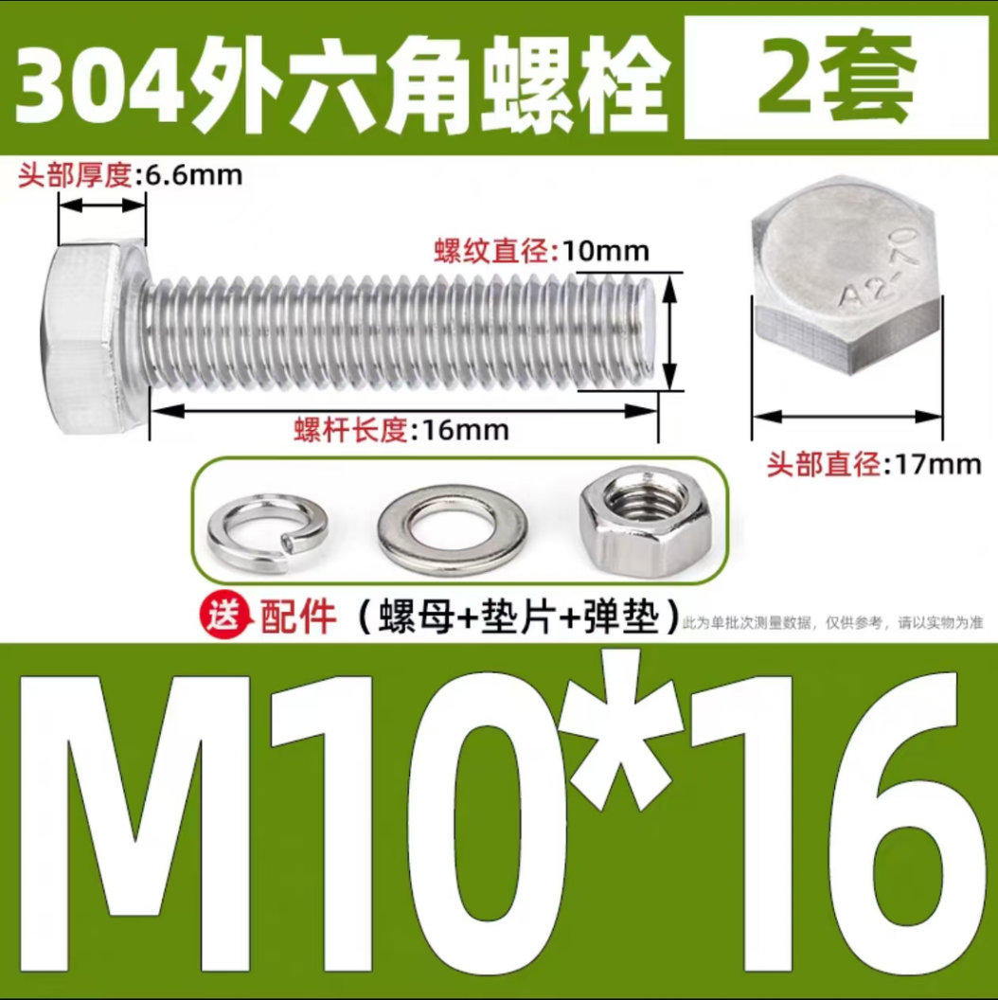 304外六角螺栓
2套
头部厚度:6.6mm
螺纹直径:10mm
A2-70
螺杆长度:16mm
头部直径:17mm
送 配件(螺母+垫片+弹垫)
此为单批次测量数据，仅供参考，请以实物为准
M10*16